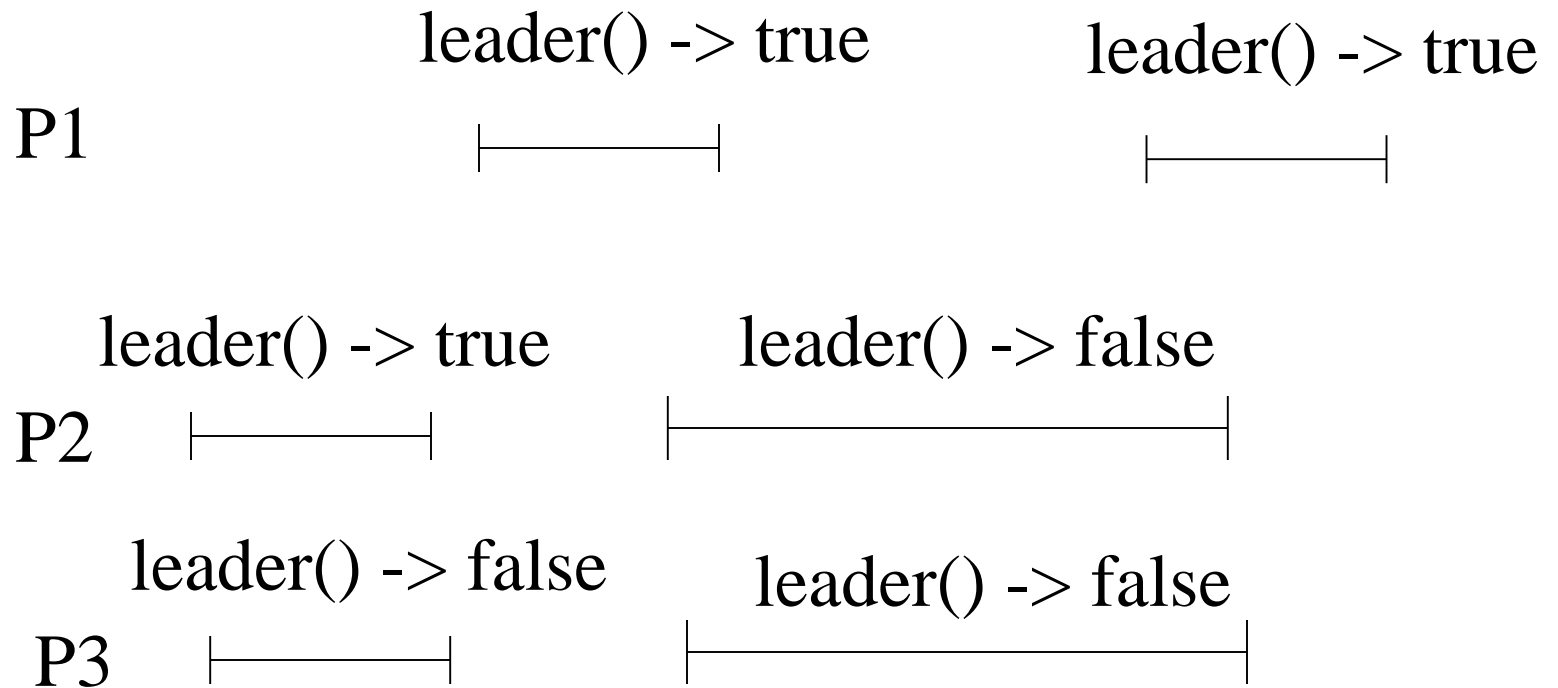 leader() -> true
leader() -> true
P1
leader() -> true
leader() -> false
P2
leader() -> false
leader() -> false
P3